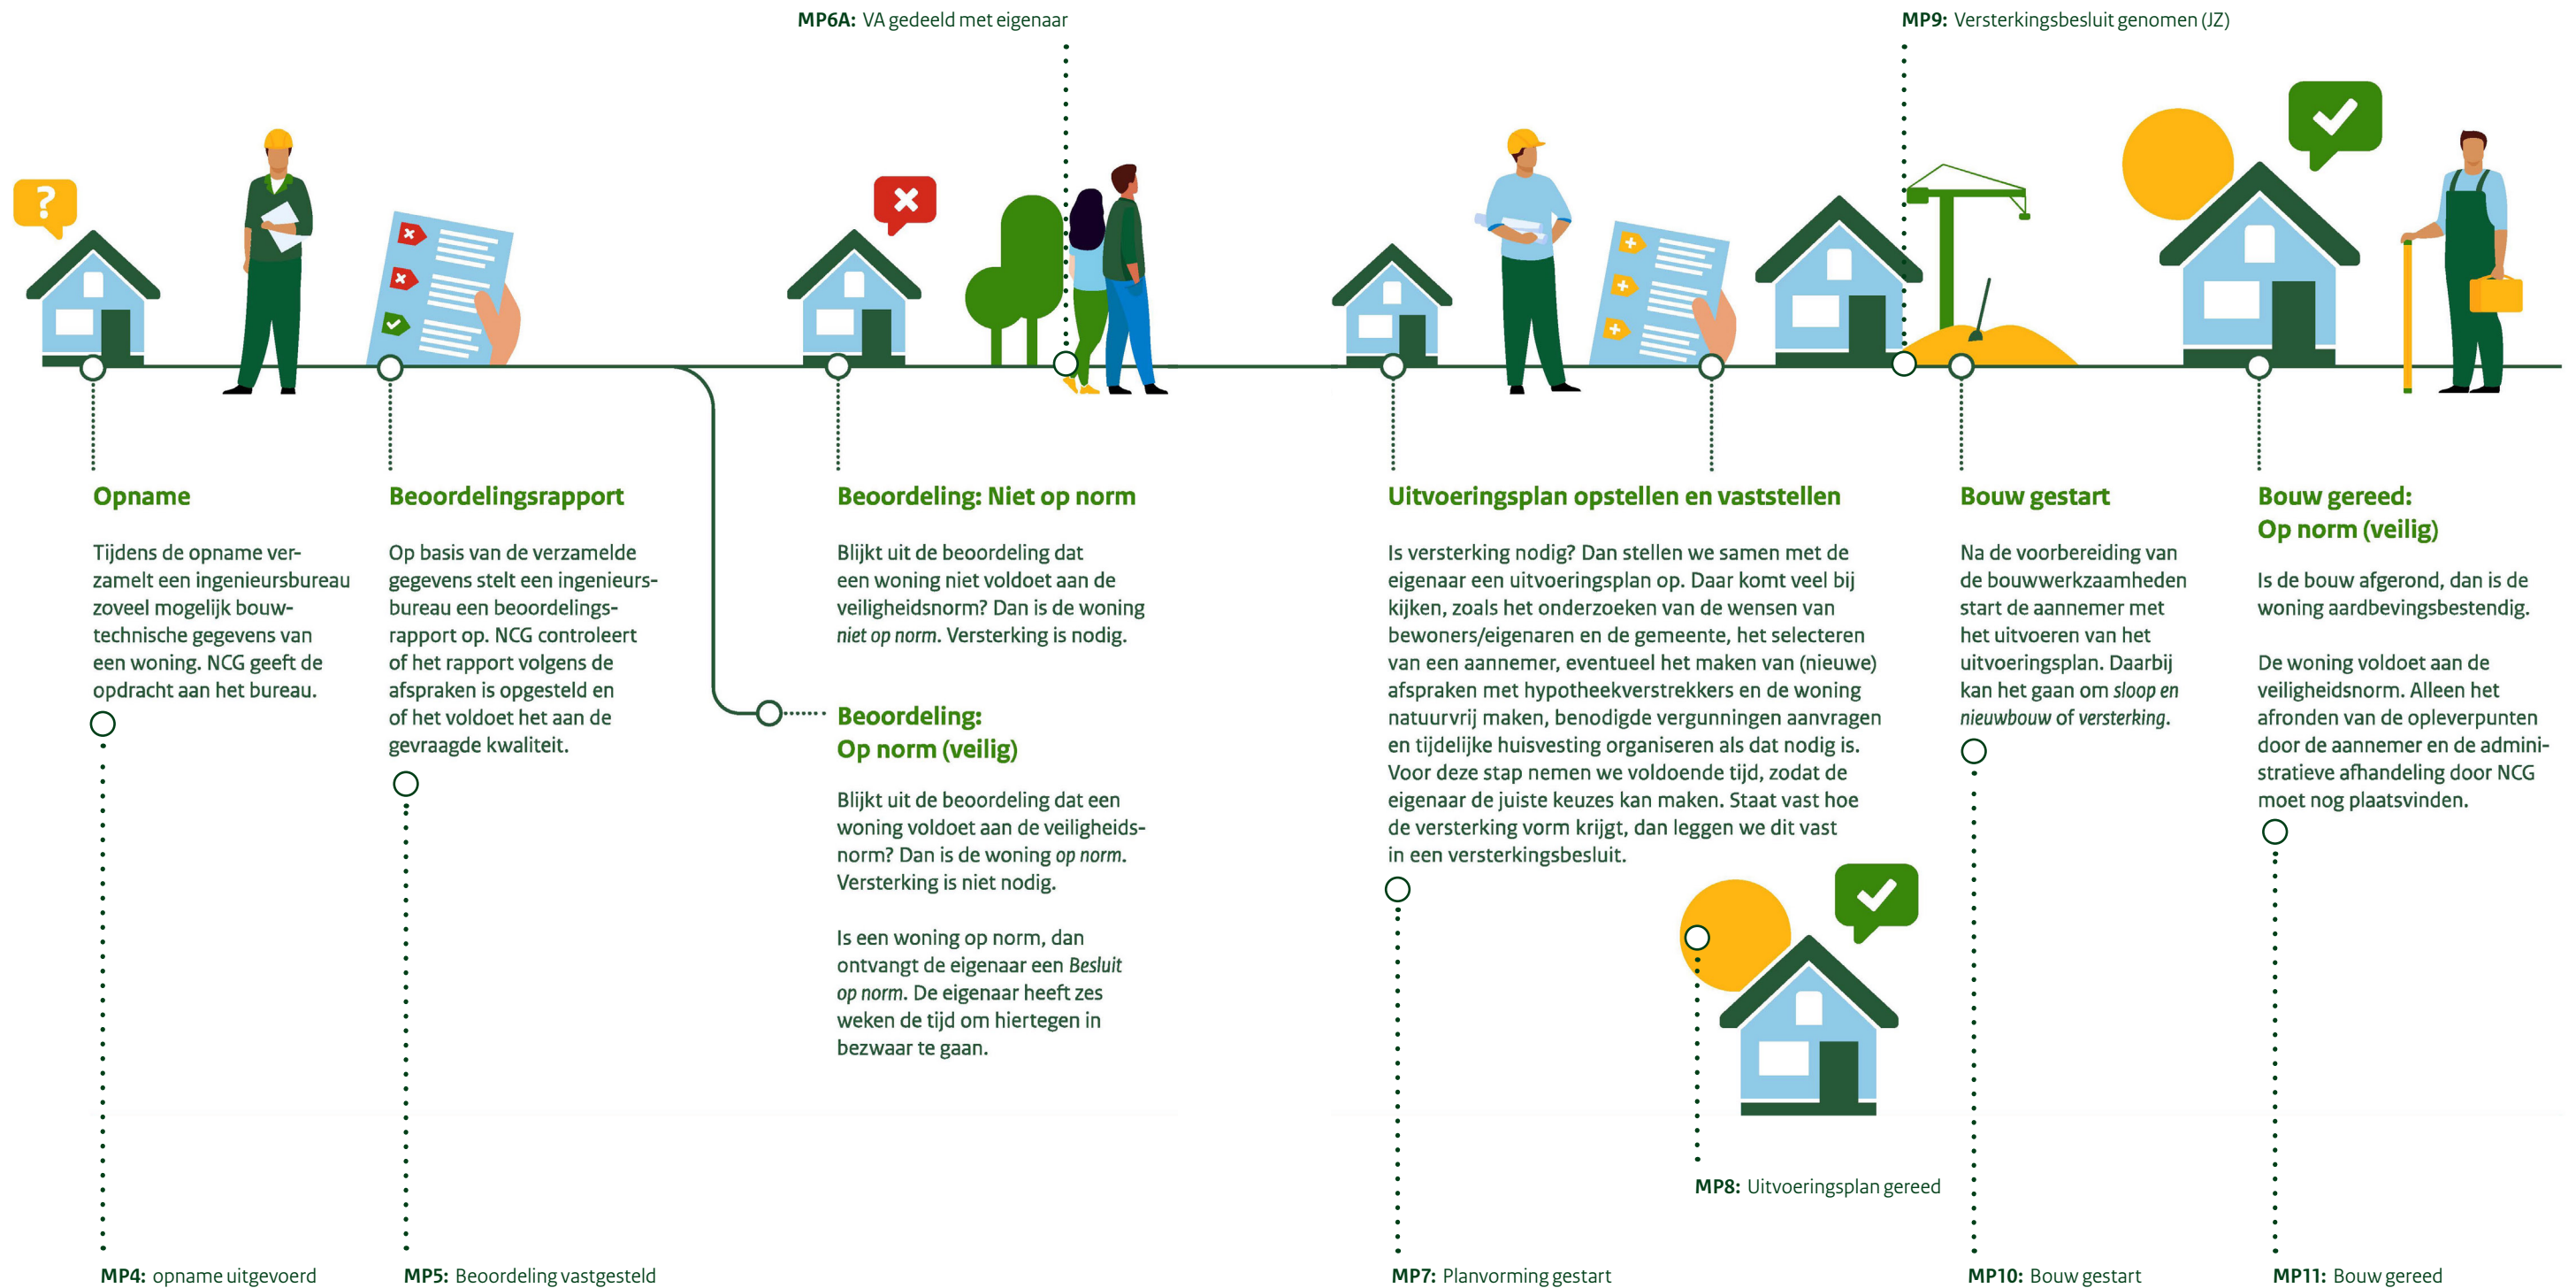 MP6A: VA gedeeld met eigenaar
MP9: Versterkingsbesluit genomen (JZ)
?
Opname
Tijdens de opname ver-
zamelt een ingenieursbureau
zoveel mogelijk bouw-
technische gegevens van
een woning. NCG geeft de
opdracht aan het bureau.
Beoordelingsrapport
Op basis van de verzamelde
gegevens stelt een ingenieurs-
bureau een beoordelings-
rapport op. NCG controleert
of het rapport volgens de
afspraken is opgesteld en
of het voldoet het aan de
gevraagde kwaliteit.
Beoordeling: Niet op norm
Blijkt uit de beoordeling dat
een woning niet voldoet aan de
veiligheidsnorm? Dan is de woning
niet op norm. Versterking is nodig.
Beoordeling:
Op norm (veilig)
Blijkt uit de beoordeling dat een
woning voldoet aan de veiligheids-
norm? Dan is de woning op norm.
Versterking is niet nodig.
Is een woning op norm, dan
ontvangt de eigenaar een Besluit
op norm. De eigenaar heeft zes
weken de tijd om hiertegen in
bezwaar te gaan.
Uitvoeringsplan opstellen en vaststellen
Is versterking nodig? Dan stellen we samen met de
eigenaar een uitvoeringsplan op. Daar komt veel bij
kijken, zoals het onderzoeken van de wensen van
bewoners/eigenaren en de gemeente, het selecteren
van een aannemer, eventueel het maken van (nieuwe)
afspraken met hypotheekverstrekkers en de woning
natuurvrij maken, benodigde vergunningen aanvragen
en tijdelijke huisvesting organiseren als dat nodig is.
Voor deze stap nemen we voldoende tijd, zodat de
eigenaar de juiste keuzes kan maken. Staat vast hoe
de versterking vorm krijgt, dan leggen we dit vast
in een versterkingsbesluit.
Bouw gestart
Na de voorbereiding van
de bouwwerkzaamheden
start de aannemer met
het uitvoeren van het
uitvoeringsplan. Daarbij
kan het gaan om sloop en
nieuwbouw of versterking.
Bouw gereed:
Op norm (veilig)
Is de bouw afgerond, dan is de
woning aardbevingsbestendig.
De woning voldoet aan de
veiligheidsnorm. Alleen het
afronden van de opleverpunten
door de aannemer en de admini-
stratieve afhandeling door NCG
moet nog plaatsvinden.
MP8: Uitvoeringsplan gereed
MP4: opname uitgevoerd
MP5: Beoordeling vastgesteld
MP7: Planvorming gestart
MP10: Bouw gestart
MP11: Bouw gereed